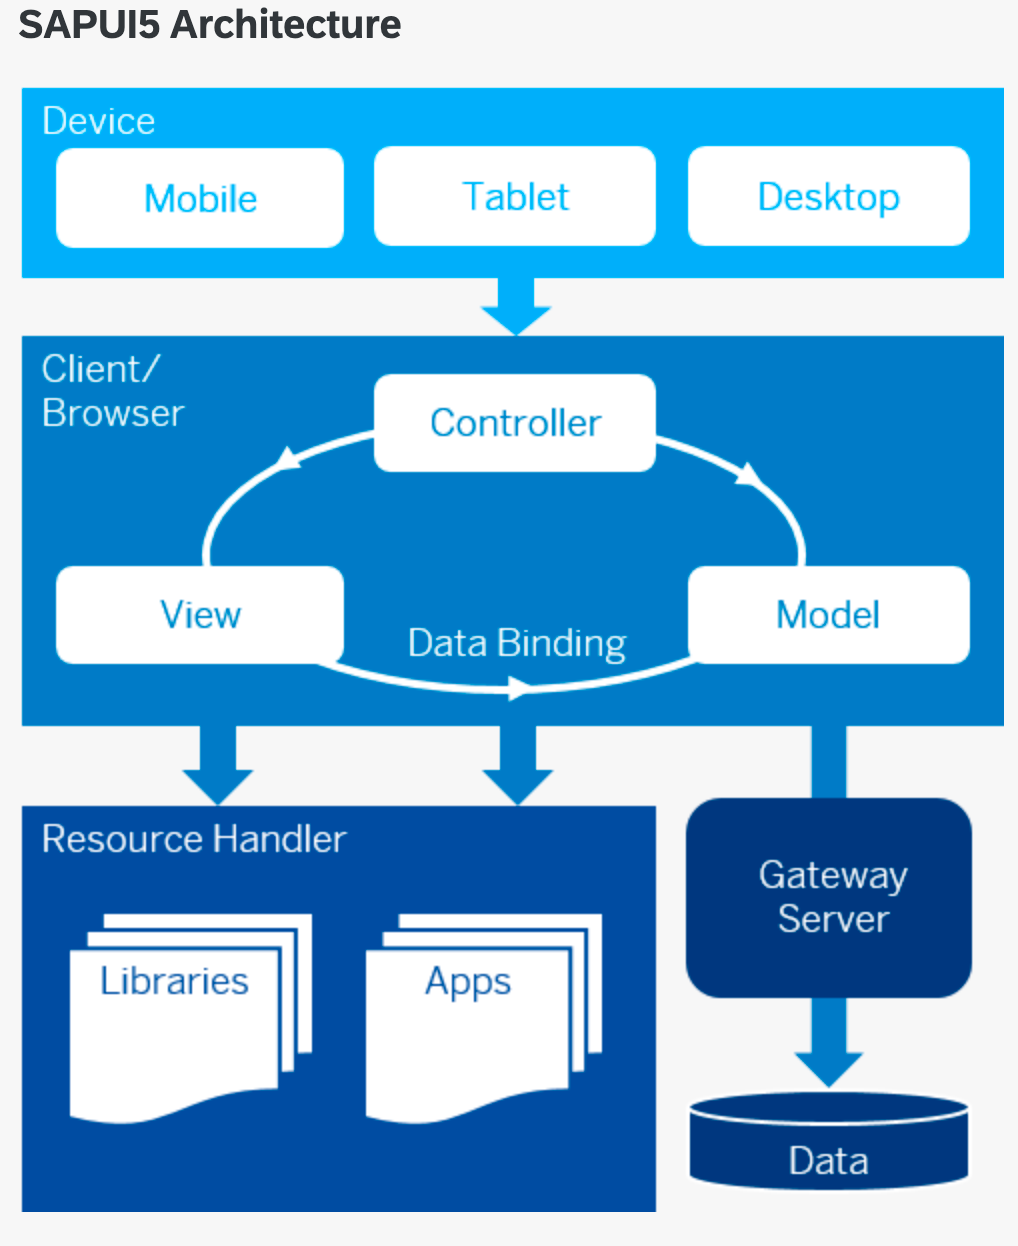 SAPUI5 Architecture
Device
Mobile
Tablet
Desktop
Client/
Browser
Controller
View
Model
Data Binding
Resource Handler
Libraries
Apps
Gateway
Server
Data